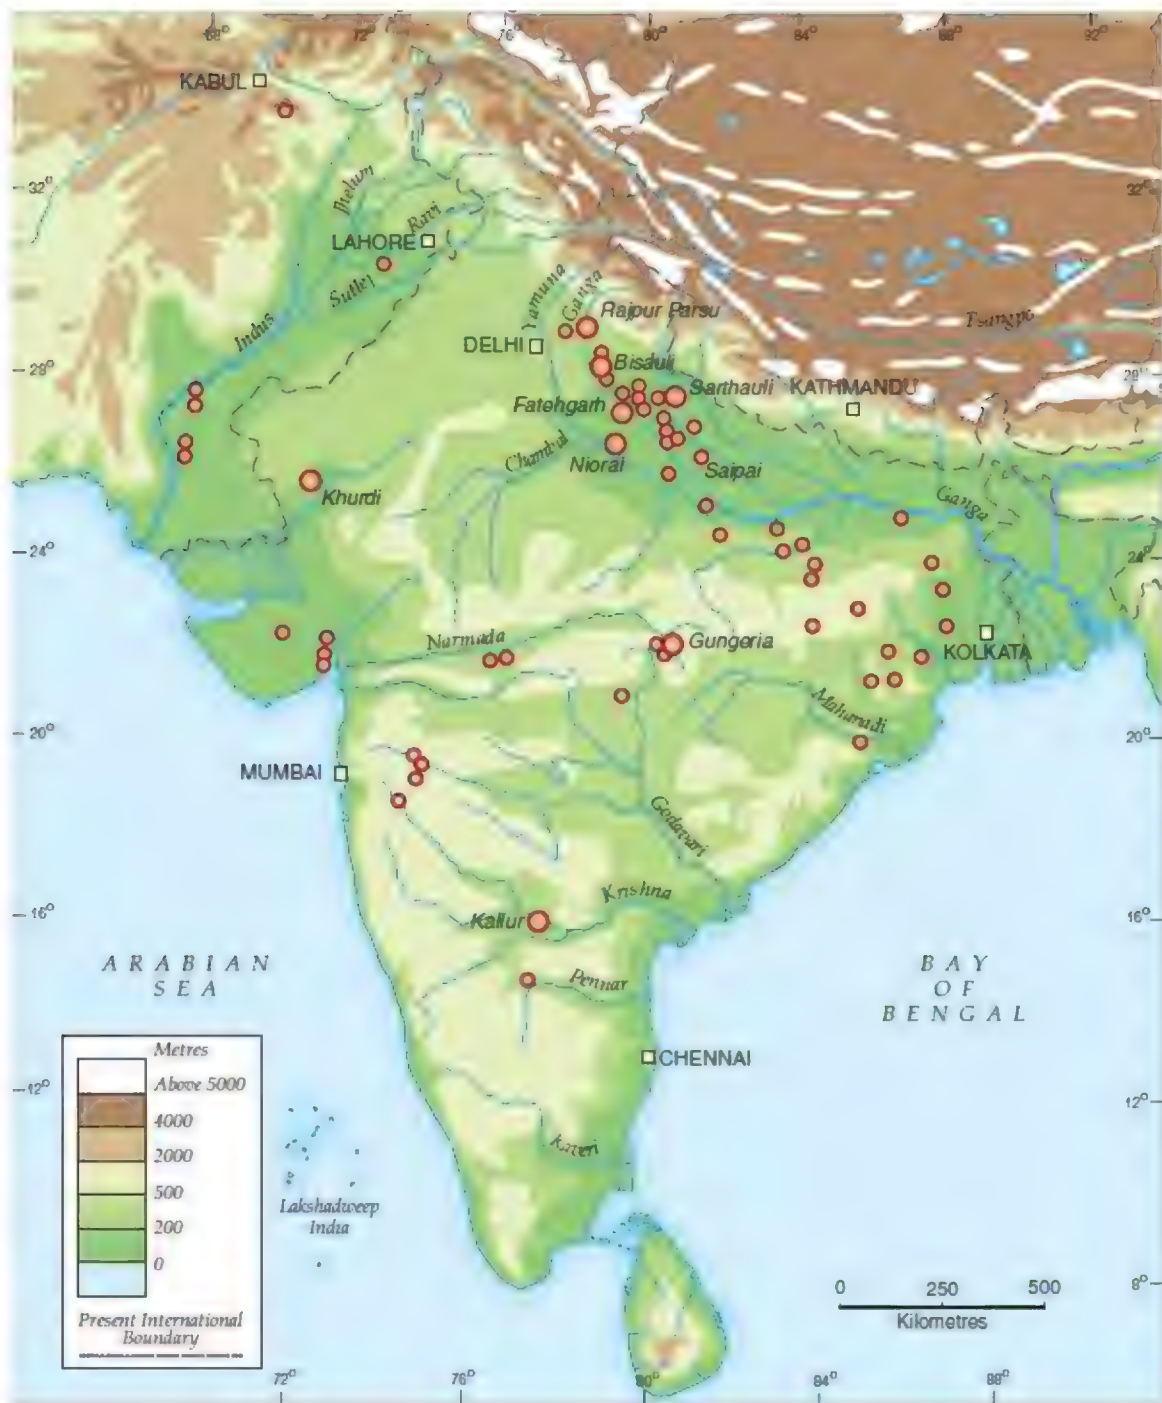 68° 72° 76° 80° 84° 88° 92°
KABUL
32° 32°
Jhelum
Ravi
LAHORE
Sutlej
Yamuna
Ganga
Rajpur Parsu
Tsangpo
Indus
DELHI
Bisauli
28° 28°
Sarthauli
KATHMANDU
Fatehgarh
Chambal
Niorai
Saipai
Khurdi
Ganga
24° 24°
Narmada
Gungeria
KOLKATA
Mahanadi
20° 20°
MUMBAI
Godavari
Krishna
Kallur
16° 16°
ARABIAN
SEA
Pennar
BAY
OF
BENGAL
CHENNAI
Metres
Above 5000
4000
2000
500
200
0
12° 12°
Kaveri
Lakshadweep
India
8°
0 250 500
Kilometres
Present International
Boundary
72° 76° 80° 84° 88°